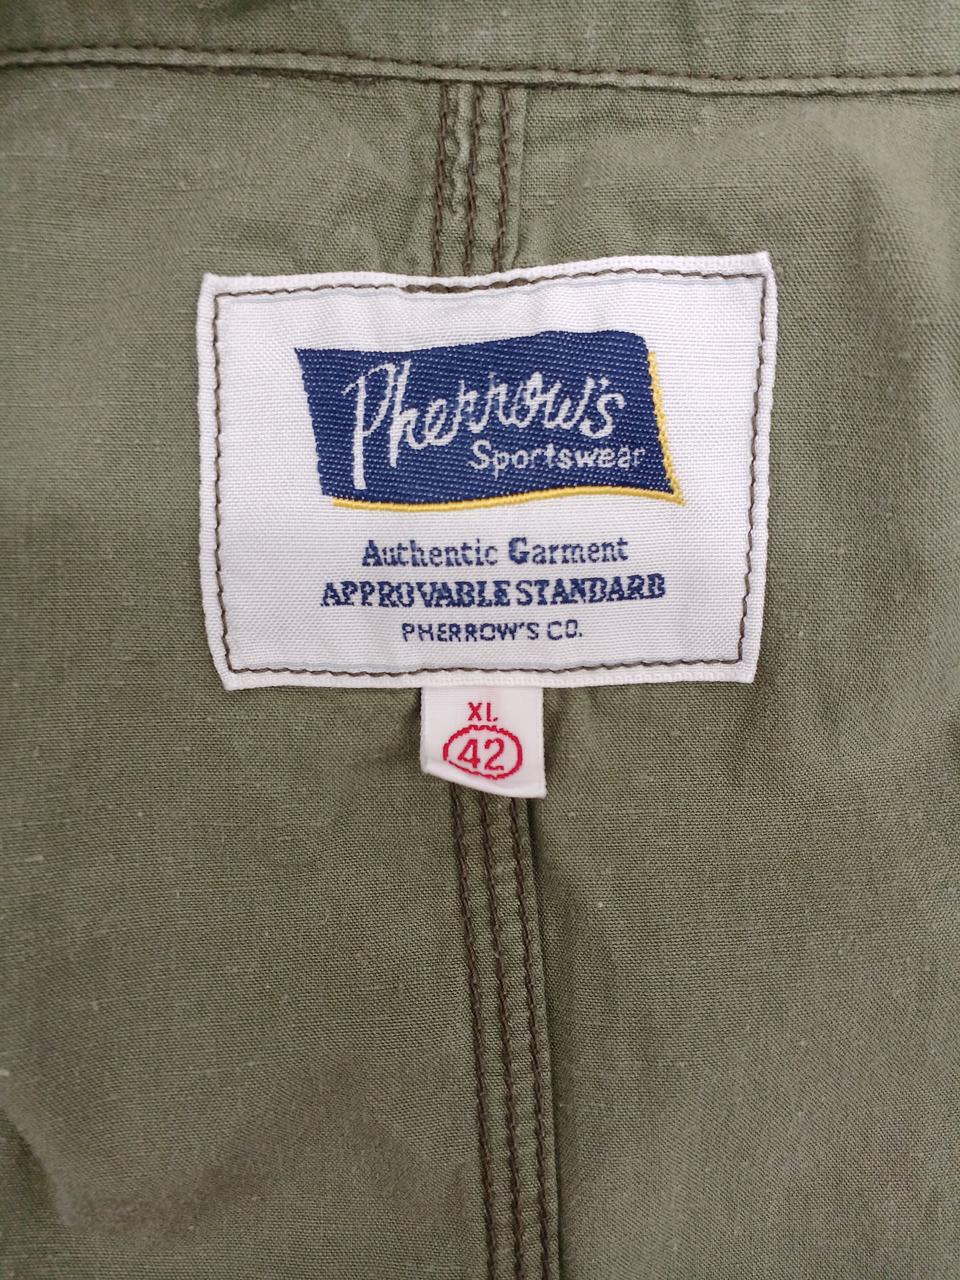 Pherrow's
Sportswear
Authentic Garment
APPROVABLE STANDARD
PHERROW'S CO.
XL
42